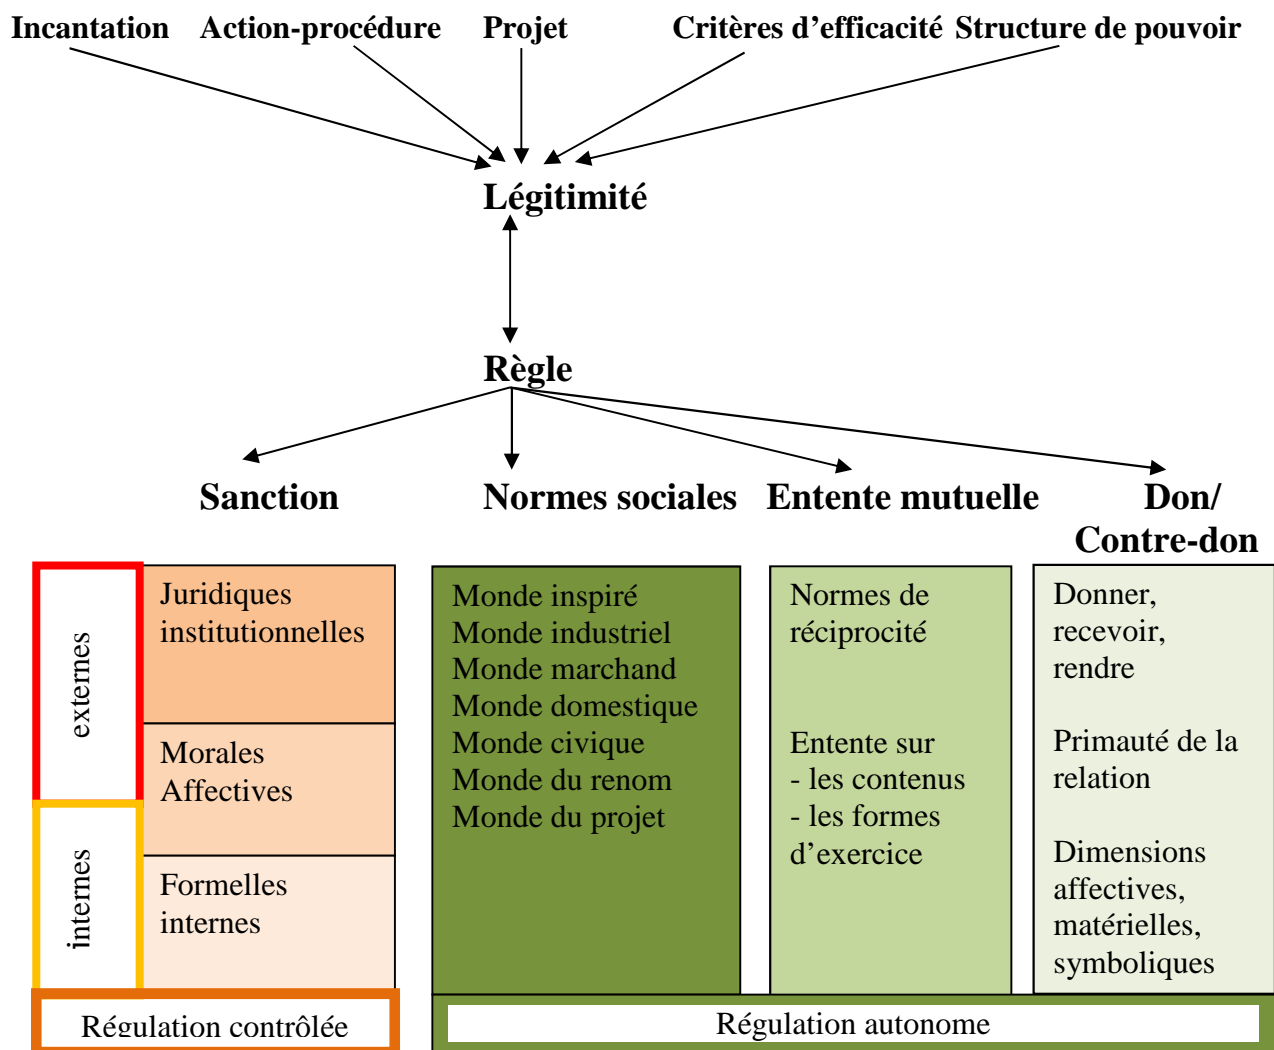 Incantation Action-procédure Projet Critères d’efficacité Structure de pouvoir
Légitimité
Règle
Sanction
Normes sociales
Entente mutuelle
Don/
Contre-don
externes
internes
Juridiques
institutionnelles
Morales
Affectives
Formelles
internes
Régulation contrôlée
Monde inspiré
Monde industriel
Monde marchand
Monde domestique
Monde civique
Monde du renom
Monde du projet
Normes de
réciprocité
Entente sur
- les contenus
- les formes
d’exercice
Donner,
recevoir,
rendre
Primauté de la
relation
Dimensions
affectives,
matérielles,
symboliques
Régulation autonome